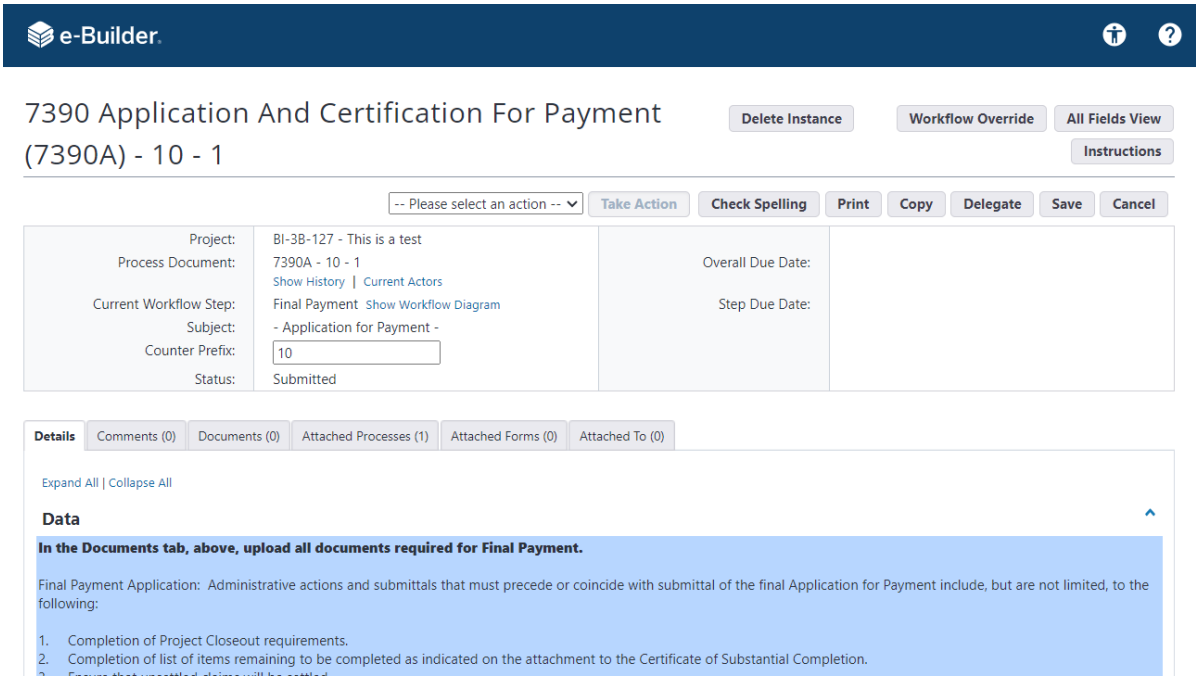 e-Builder.
7390 Application And Certification For Payment
(7390A) - 10 - 1
Delete Instance
Workflow Override
All Fields View
Instructions
-- Please select an action --
Take Action
Check Spelling
Print
Copy
Delegate
Save
Cancel
Project: BI-3B-127 - This is a test
Process Document: 7390A - 10 - 1
Show History | Current Actors
Current Workflow Step: Final Payment Show Workflow Diagram
Subject: - Application for Payment -
Counter Prefix: 10
Status: Submitted
Overall Due Date:
Step Due Date:
Details
Comments (0)
Documents (0)
Attached Processes (1)
Attached Forms (0)
Attached To (0)
Expand All | Collapse All
Data
In the Documents tab, above, upload all documents required for Final Payment.
Final Payment Application: Administrative actions and submittals that must precede or coincide with submittal of the final Application for Payment include, but are not limited, to the
following:
1. Completion of Project Closeout requirements.
2. Completion of list of items remaining to be completed as indicated on the attachment to the Certificate of Substantial Completion.
3. Ensure that unsettled claims will be settled.